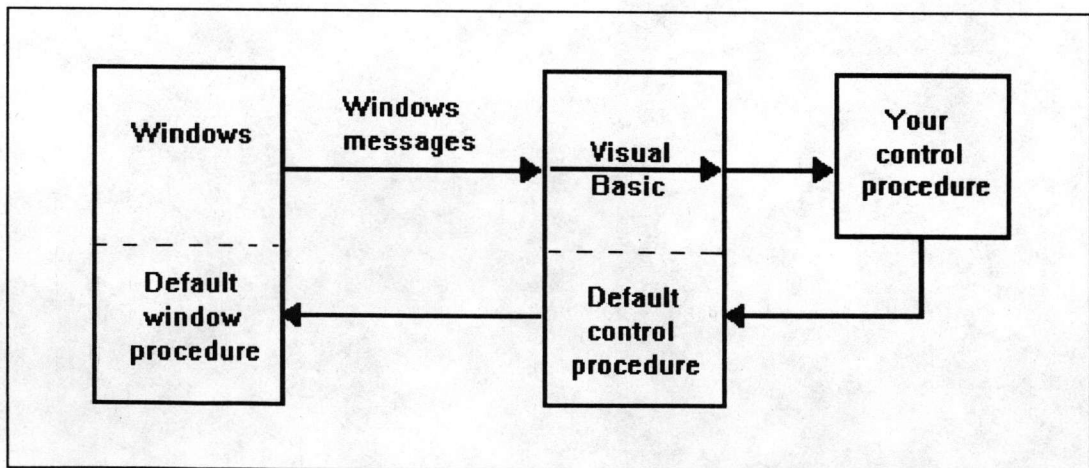 Windows
Windows
messages
Visual
Basic
Your
control
procedure
Default
window
procedure
Default
control
procedure